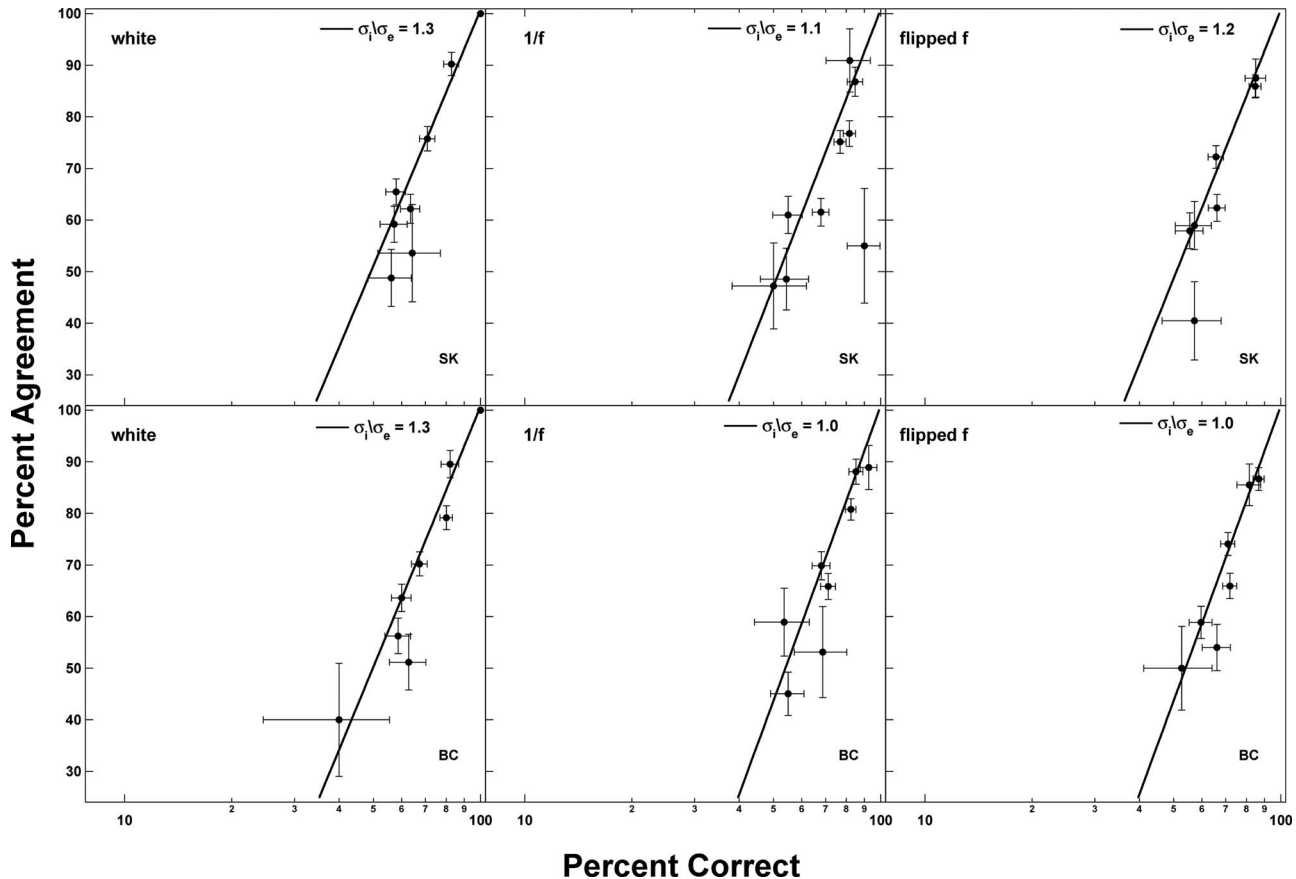 white
σi\σe = 1.3
1/f
σi\σe = 1.1
flipped f
σi\σe = 1.2
100
90
80
70
60
50
40
30
SK
SK
SK
Percent Agreement
white
σi\σe = 1.3
1/f
σi\σe = 1.0
flipped f
σi\σe = 1.0
100
90
80
70
60
50
40
30
BC
BC
BC
10 2 3 4 5 6 7 8 9 100
10 2 3 4 5 6 7 8 9 100
10 2 3 4 5 6 7 8 9 100
Percent Correct